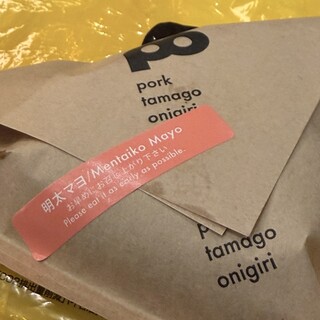 po
pork
tamago
onigiri
明太マヨ/Mentaiko Mayo
お早めにお召し上がり下さい
Please eat as early as possible.
p
tamago
onigiri